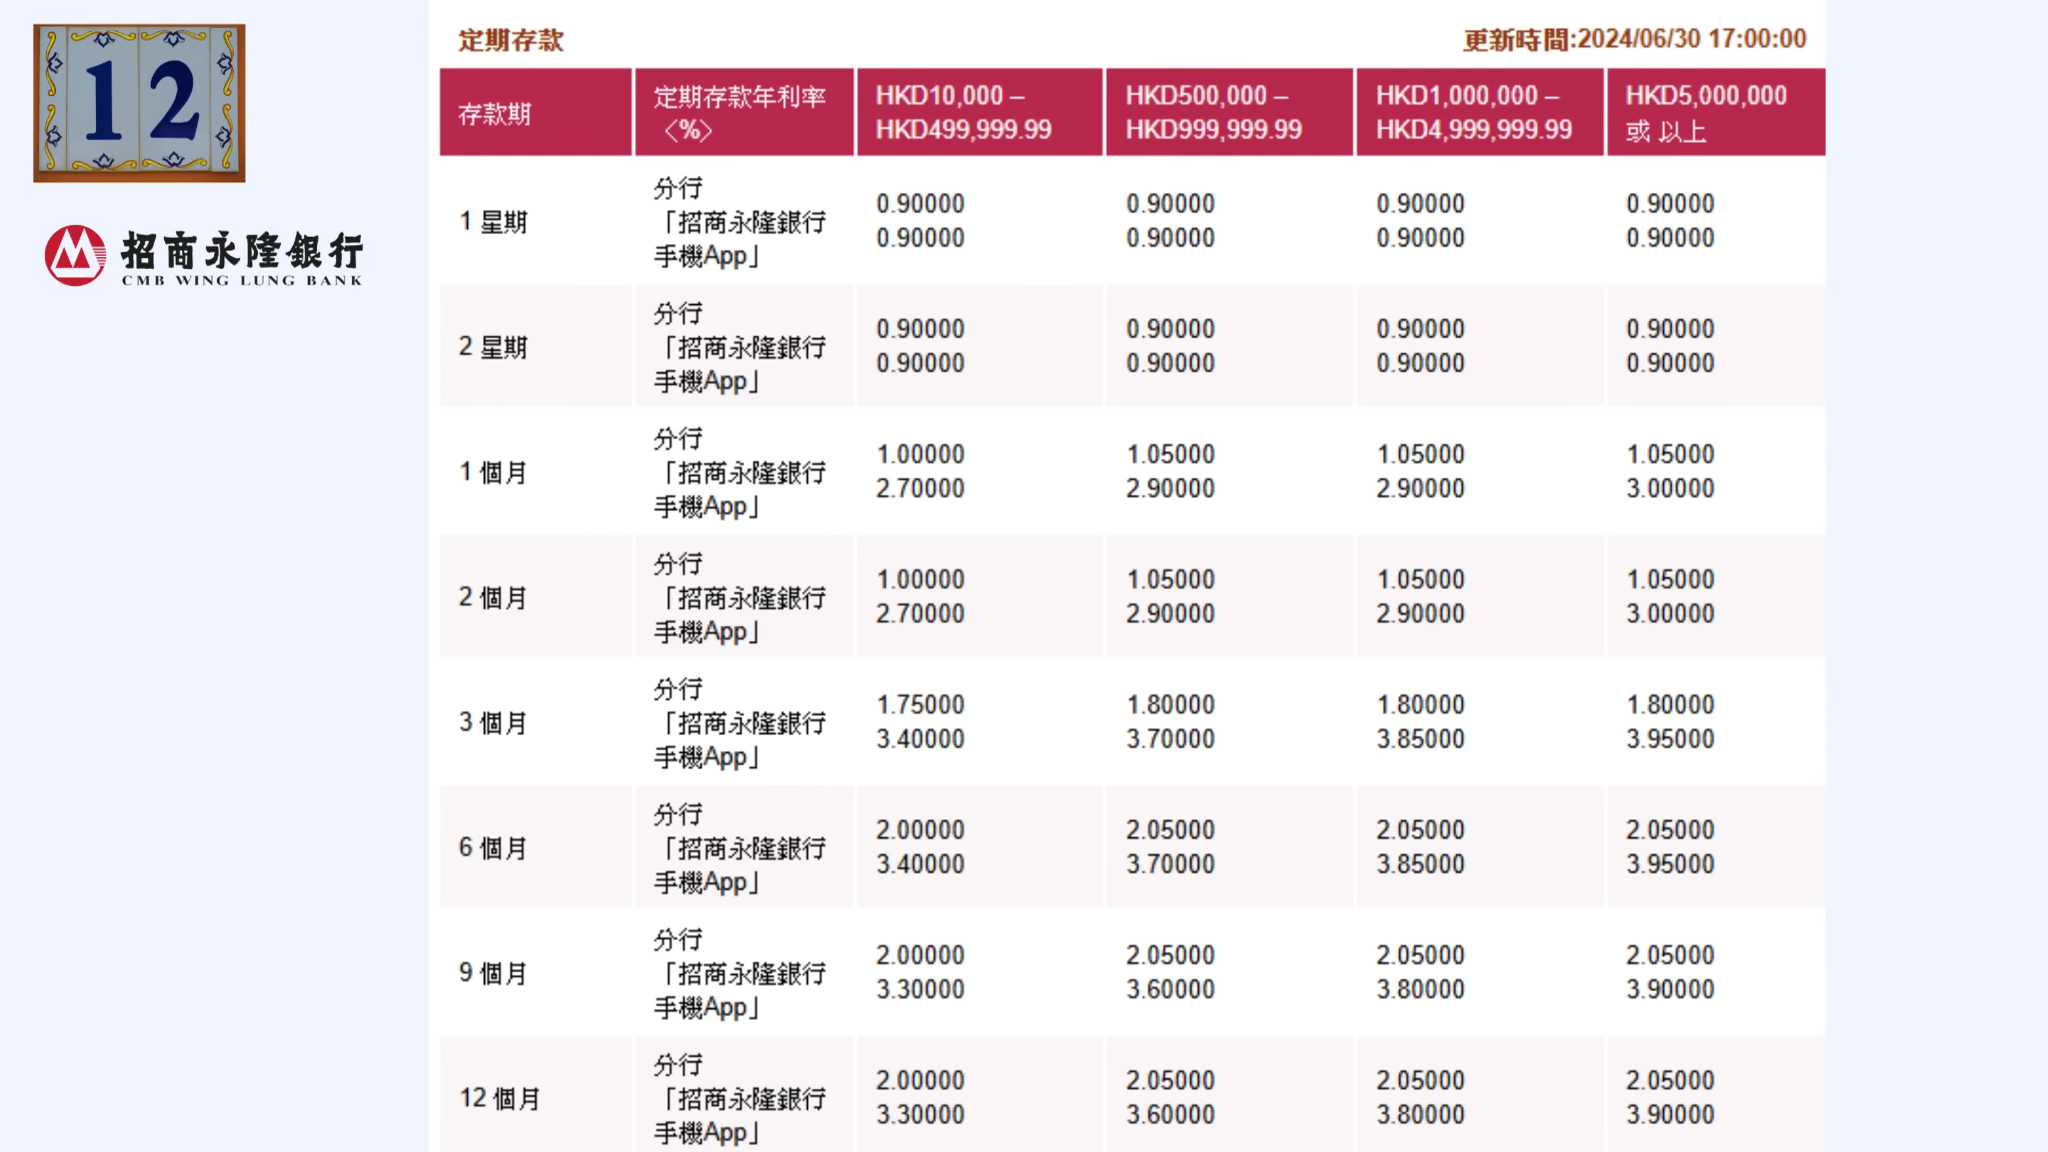 12
招商永隆銀行
CMB WING LUNG BANK
定期存款
更新時間:2024/06/30 17:00:00
存款期
定期存款年利率
〈%〉
HKD10,000 –
HKD499,999.99
HKD500,000 –
HKD999,999.99
HKD1,000,000 –
HKD4,999,999.99
HKD5,000,000
或 以上
1 星期
分行
「招商永隆銀行
手機App」
0.90000
0.90000
0.90000
0.90000
0.90000
0.90000
0.90000
0.90000
2 星期
分行
「招商永隆銀行
手機App」
0.90000
0.90000
0.90000
0.90000
0.90000
0.90000
0.90000
0.90000
1 個月
分行
「招商永隆銀行
手機App」
1.00000
2.70000
1.05000
2.90000
1.05000
2.90000
1.05000
3.00000
2 個月
分行
「招商永隆銀行
手機App」
1.00000
2.70000
1.05000
2.90000
1.05000
2.90000
1.05000
3.00000
3 個月
分行
「招商永隆銀行
手機App」
1.75000
3.40000
1.80000
3.70000
1.80000
3.85000
1.80000
3.95000
6 個月
分行
「招商永隆銀行
手機App」
2.00000
3.40000
2.05000
3.70000
2.05000
3.85000
2.05000
3.95000
9 個月
分行
「招商永隆銀行
手機App」
2.00000
3.30000
2.05000
3.60000
2.05000
3.80000
2.05000
3.90000
12 個月
分行
「招商永隆銀行
手機App」
2.00000
3.30000
2.05000
3.60000
2.05000
3.80000
2.05000
3.90000